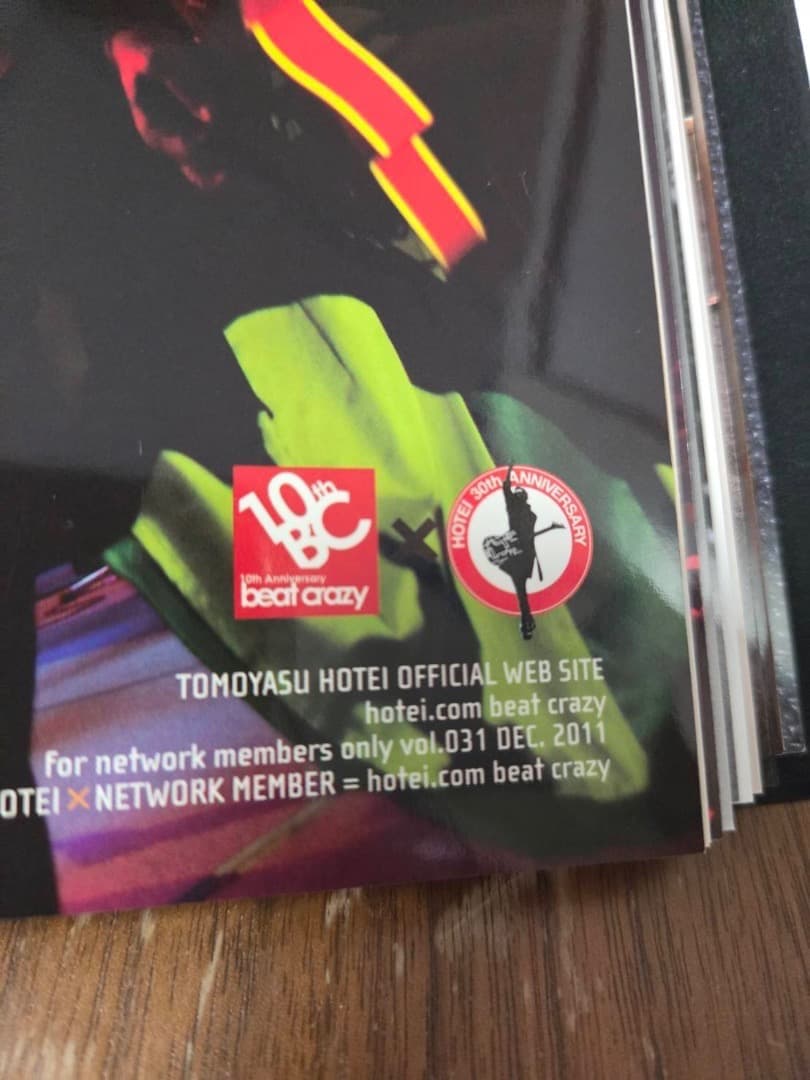 10th
BC
10th Anniversary
beat crazy
×
HOTEI 30th ANNIVERSARY
TOMOYASU HOTEI OFFICIAL WEB SITE
hotei.com beat crazy
For network members only vol.031 DEC. 2011
OTEI×NETWORK MEMBER = hotei.com beat crazy